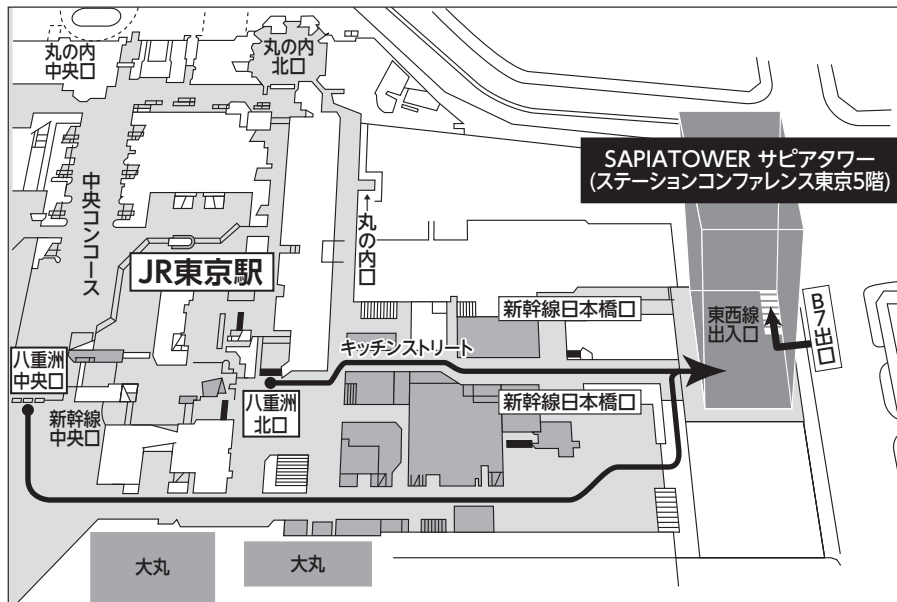 丸の内
中央口
丸の内
北口
SAPIATOWER サピアタワー
(ステーションコンファレンス東京5階)
中央コンコース
↑丸の内口
JR東京駅
新幹線日本橋口
東西線
出入口
B7出口
キッチンストリート
八重洲
中央口
八重洲
北口
新幹線日本橋口
新幹線
中央口
大丸
大丸